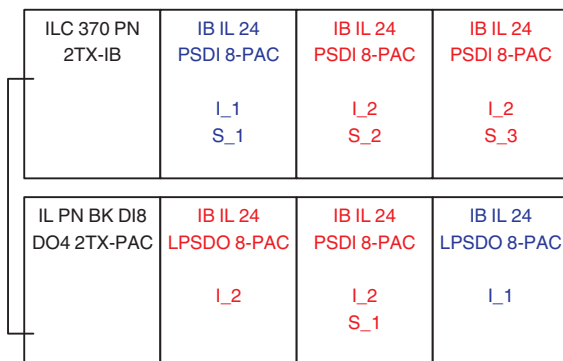 ILC 370 PN
2TX-IB
IB IL 24
PSDI 8-PAC
I_1
S_1
IB IL 24
PSDI 8-PAC
I_2
S_2
IB IL 24
PSDI 8-PAC
I_2
S_3
IL PN BK DI8
DO4 2TX-PAC
IB IL 24
LPSDO 8-PAC
I_2
IB IL 24
PSDI 8-PAC
I_2
S_1
IB IL 24
LPSDO 8-PAC
I_1